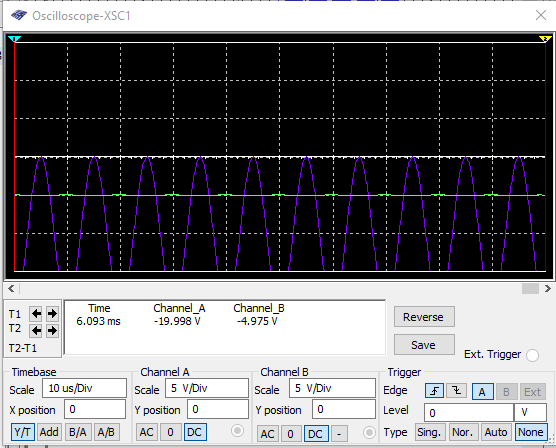 Oscilloscope-XSC1
Time Channel_A Channel_B
T1 6.093 ms -19.998 V -4.975 V
T2
T2-T1
Reverse
Save
Ext. Trigger
Timebase Channel A Channel B Trigger
Scale 10 us/Div Scale 5 V/Div Scale 5 V/Div Edge A B Ext
X position 0 Y position 0 Y position 0 Level 0 V
Y/T Add B/A A/B AC 0 DC AC 0 DC - Type Sing. Nor. Auto None